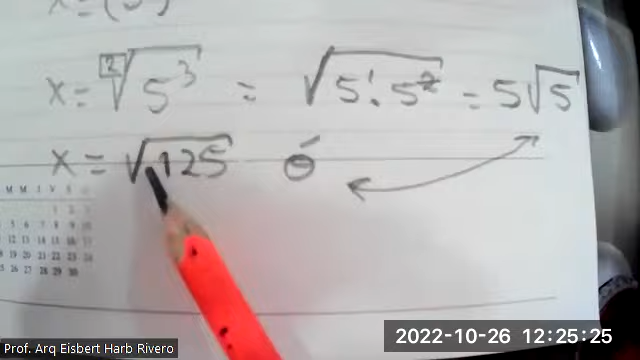 x = ²√5³ = √5¹.5² = 5√5
x = √125 ó
M M J V S
Prof. Arq Eisbert Harb Rivero
2022-10-26 12:25:25